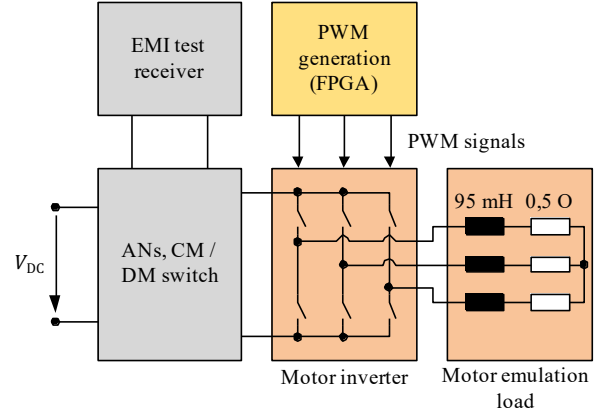 EMI test
receiver
PWM
generation
(FPGA)
PWM signals
95 mH 0,5 O
ANs, CM /
DM switch
VDC
Motor inverter
Motor emulation
load